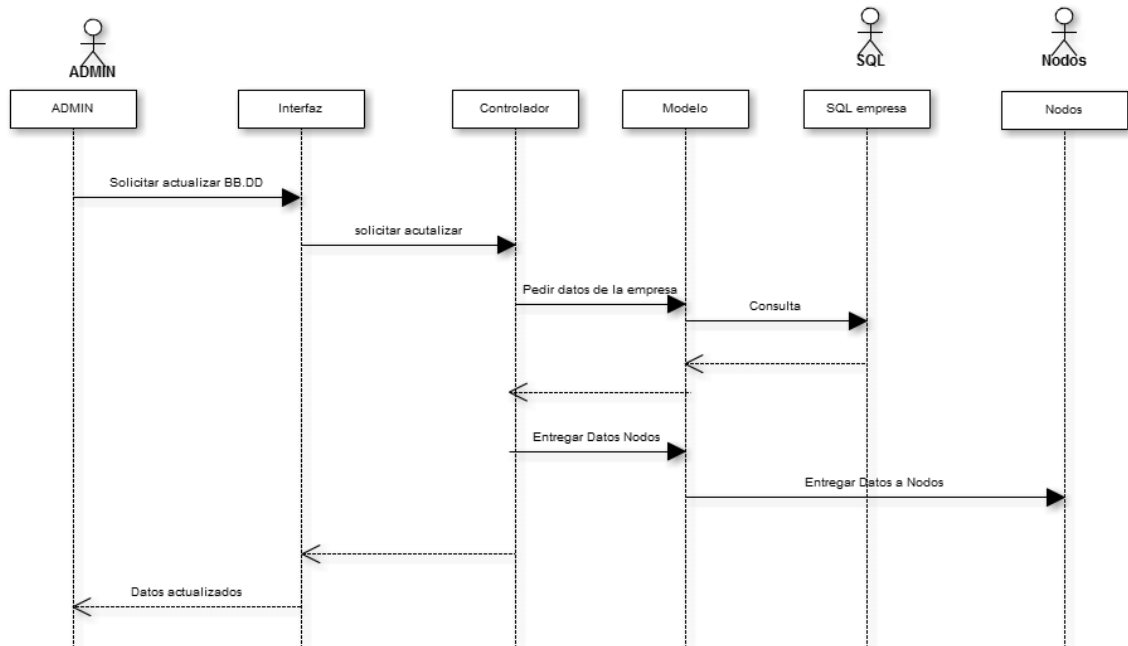 ADMIN
SQL
Nodos
ADMIN
Interfaz
Controlador
Modelo
SQL empresa
Nodos
Solicitar actualizar BB.DD
solicitar acutalizar
Pedir datos de la empresa
Consulta
Entregar Datos Nodos
Entregar Datos a Nodos
Datos actualizados